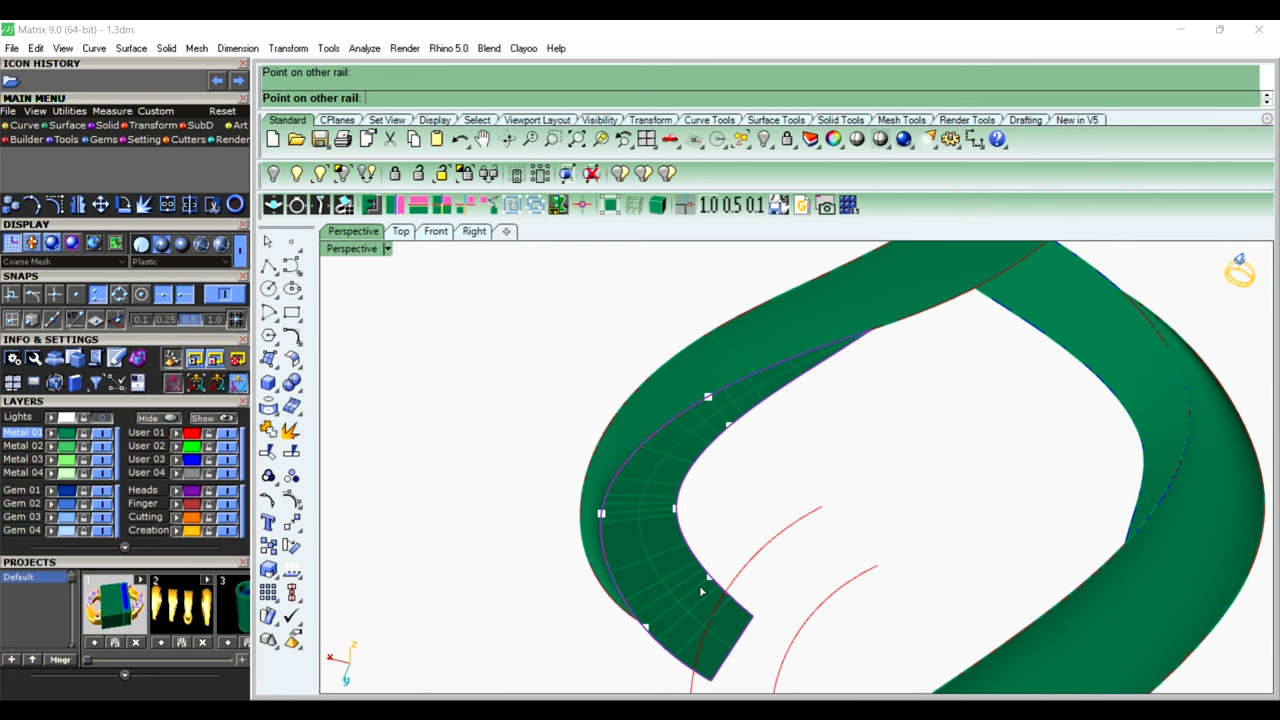 Matrix 9.0 (64-bit) - 1.3dm
File Edit View Curve Surface Solid Mesh Dimension Transform Tools Analyze Render Rhino 5.0 Blend Clayoo Help
ICON HISTORY
MAIN MENU
File View Utilities Measure Custom Reset
Curve Surface Solid Transform SubD Art
Builder Tools Gems Setting Cutters Render
DISPLAY
Coarse Mesh Plastic
SNAPS
0.1 0.25 0.5 1.0
INFO & SETTINGS
LAYERS
Lights Hide Show
Metal 01 User 01
Metal 02 User 02
Metal 03 User 03
Metal 04 User 04
Gem 01 Heads
Gem 02 Finger
Gem 03 Cutting
Gem 04 Creation
PROJECTS
Default 1 2 3
Mngr
Point on other rail:
Point on other rail:
Standard CPlanes Set View Display Select Viewport Layout Visibility Transform Curve Tools Surface Tools Solid Tools Mesh Tools Render Tools Drafting New in V5
1.0 0.5 0.1
Perspective Top Front Right
Perspective
z
x
y